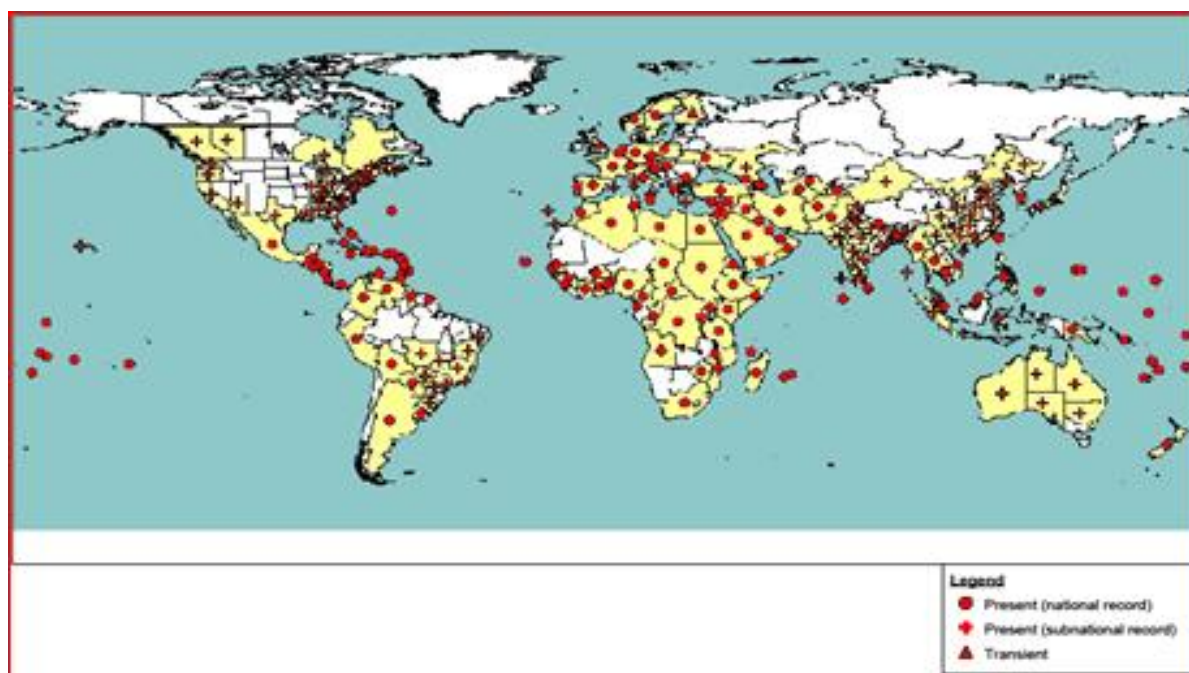 Legend
Present (national record)
Present (subnational record)
Transient